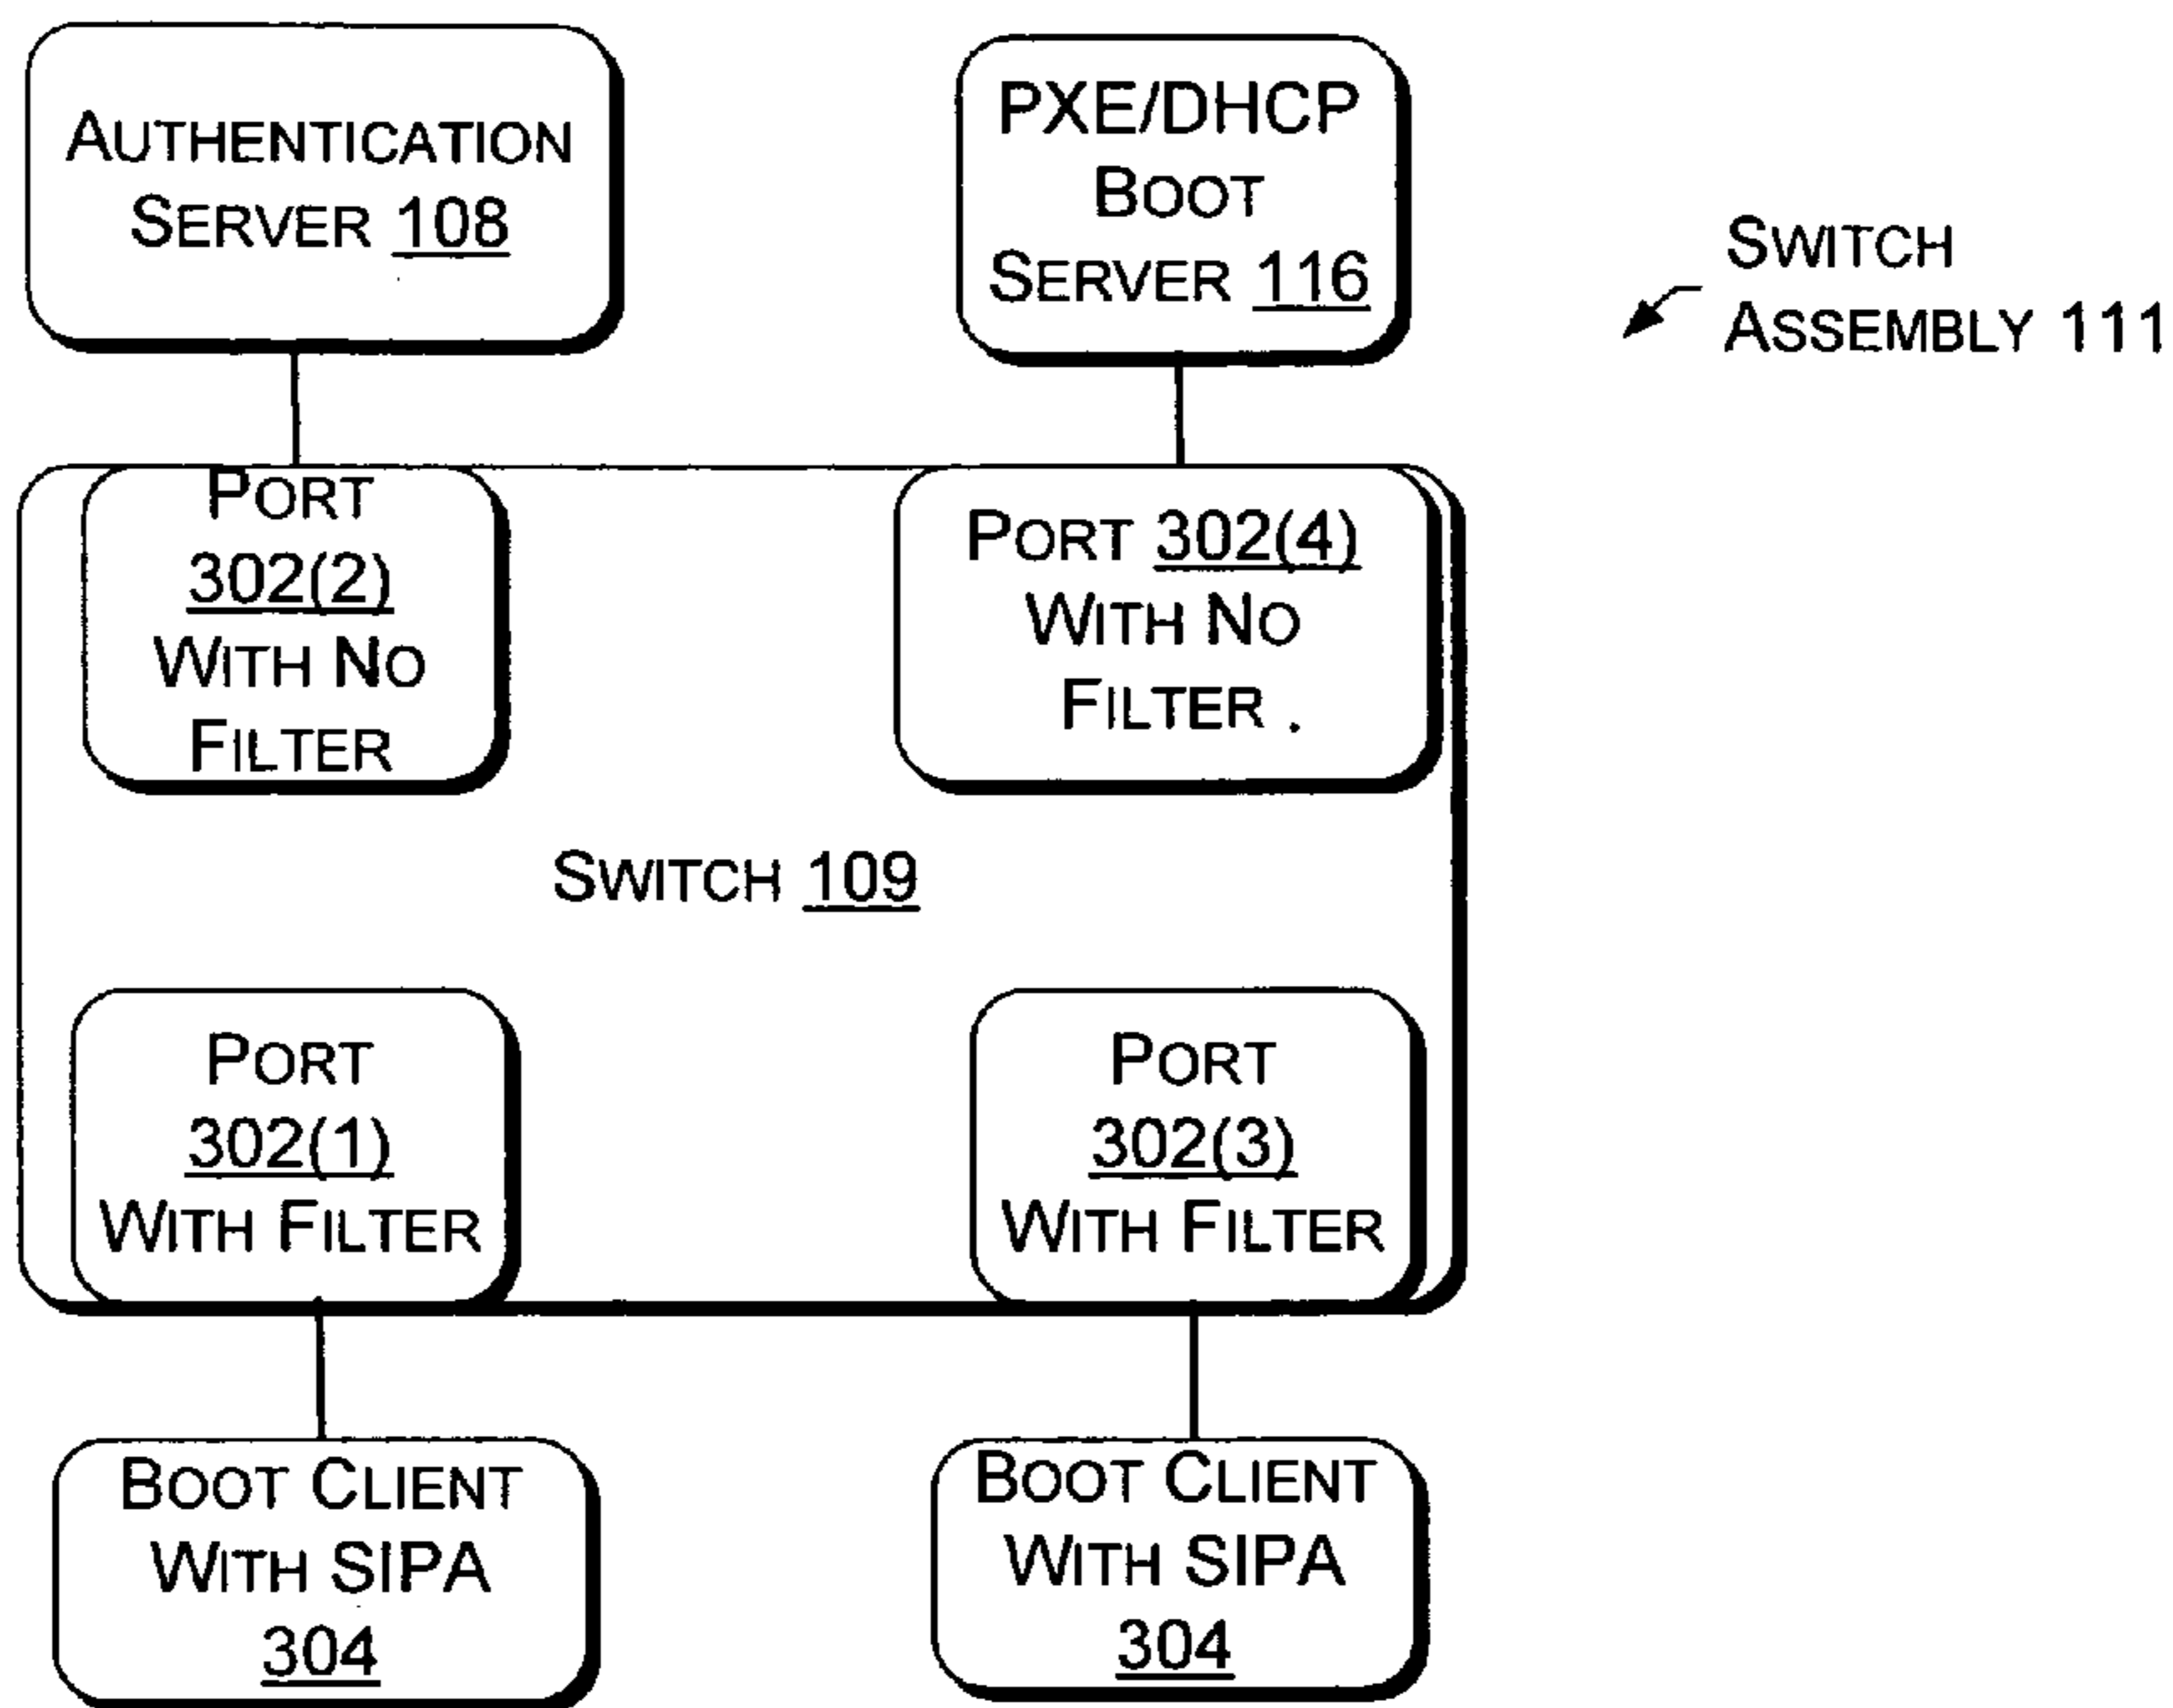 AUTHENTICATION
SERVER 108
PXE/DHCP
BOOT
SERVER 116
SWITCH
ASSEMBLY 111
PORT
302(2)
WITH NO
FILTER
PORT 302(4)
WITH NO
FILTER .
SWITCH 109
PORT
302(1)
WITH FILTER
PORT
302(3)
WITH FILTER
BOOT CLIENT
WITH SIPA
304
BOOT CLIENT
WITH SIPA
304